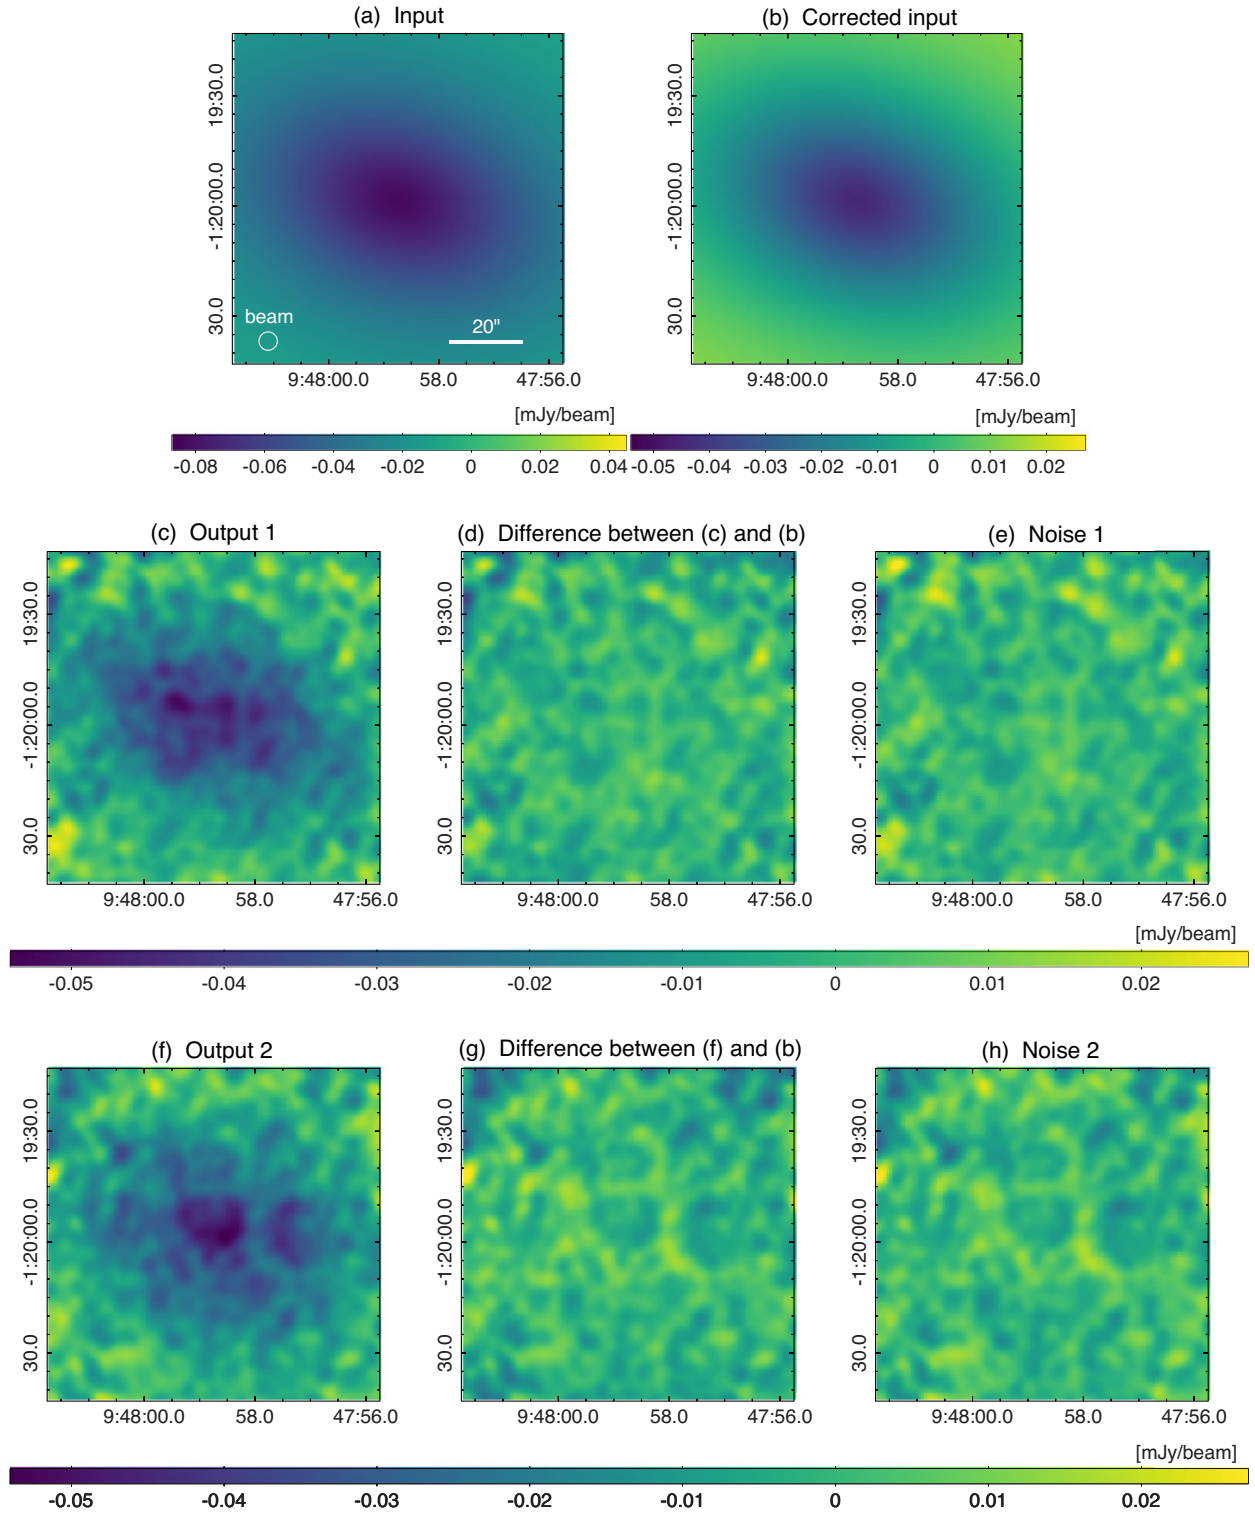 (a) Input
(b) Corrected input
19:30.0
-1:20:00.0
30.0
beam
20"
9:48:00.0 58.0 47:56.0
19:30.0
-1:20:00.0
30.0
9:48:00.0 58.0 47:56.0
[mJy/beam]
-0.08 -0.06 -0.04 -0.02 0 0.02 0.04
[mJy/beam]
-0.05 -0.04 -0.03 -0.02 -0.01 0 0.01 0.02
(c) Output 1
(d) Difference between (c) and (b)
(e) Noise 1
19:30.0
-1:20:00.0
30.0
9:48:00.0 58.0 47:56.0
19:30.0
-1:20:00.0
30.0
9:48:00.0 58.0 47:56.0
19:30.0
-1:20:00.0
30.0
9:48:00.0 58.0 47:56.0
[mJy/beam]
-0.05 -0.04 -0.03 -0.02 -0.01 0 0.01 0.02
(f) Output 2
(g) Difference between (f) and (b)
(h) Noise 2
19:30.0
-1:20:00.0
30.0
9:48:00.0 58.0 47:56.0
19:30.0
-1:20:00.0
30.0
9:48:00.0 58.0 47:56.0
19:30.0
-1:20:00.0
30.0
9:48:00.0 58.0 47:56.0
[mJy/beam]
-0.05 -0.04 -0.03 -0.02 -0.01 0 0.01 0.02